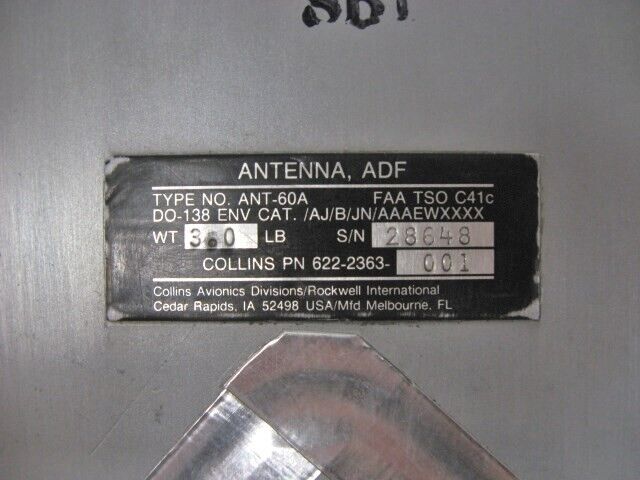 SB1
ANTENNA, ADF
TYPE NO. ANT-60A FAA TSO C41c
DO-138 ENV CAT. /AJ/B/JN/AAAEWXXXX
WT 3.0 LB S/N 28648
COLLINS PN 622-2363- 001
Collins Avionics Divisions/Rockwell International
Cedar Rapids, IA 52498 USA/Mfd Melbourne, FL